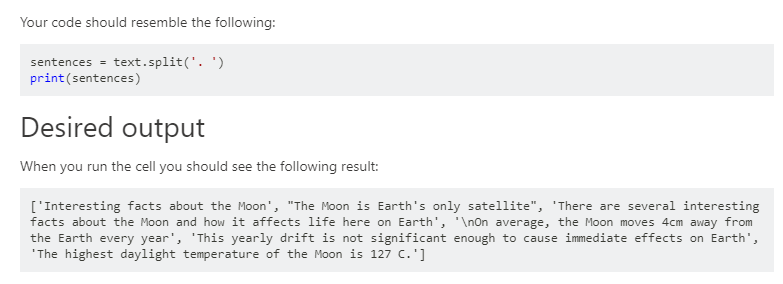 Your code should resemble the following:
sentences = text.split('. ')
print(sentences)
Desired output
When you run the cell you should see the following result:
['Interesting facts about the Moon', "The Moon is Earth's only satellite", 'There are several interesting
facts about the Moon and how it affects life here on Earth', '\nOn average, the Moon moves 4cm away from
the Earth every year', 'This yearly drift is not significant enough to cause immediate effects on Earth',
'The highest daylight temperature of the Moon is 127 C.']